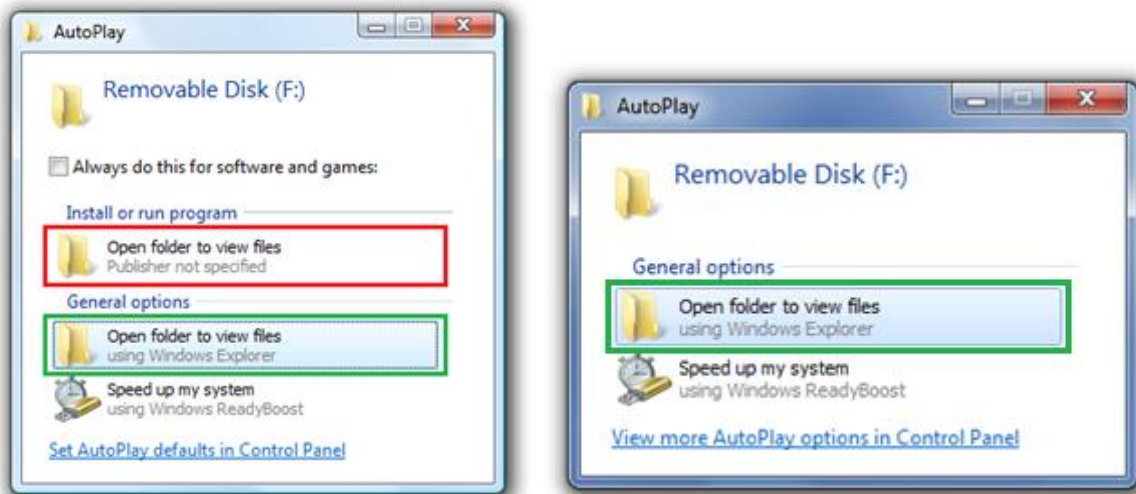 AutoPlay
Removable Disk (F:)
Always do this for software and games:
Install or run program
Open folder to view files
Publisher not specified
General options
Open folder to view files
using Windows Explorer
Speed up my system
using Windows ReadyBoost
Set AutoPlay defaults in Control Panel
AutoPlay
Removable Disk (F:)
General options
Open folder to view files
using Windows Explorer
Speed up my system
using Windows ReadyBoost
View more AutoPlay options in Control Panel